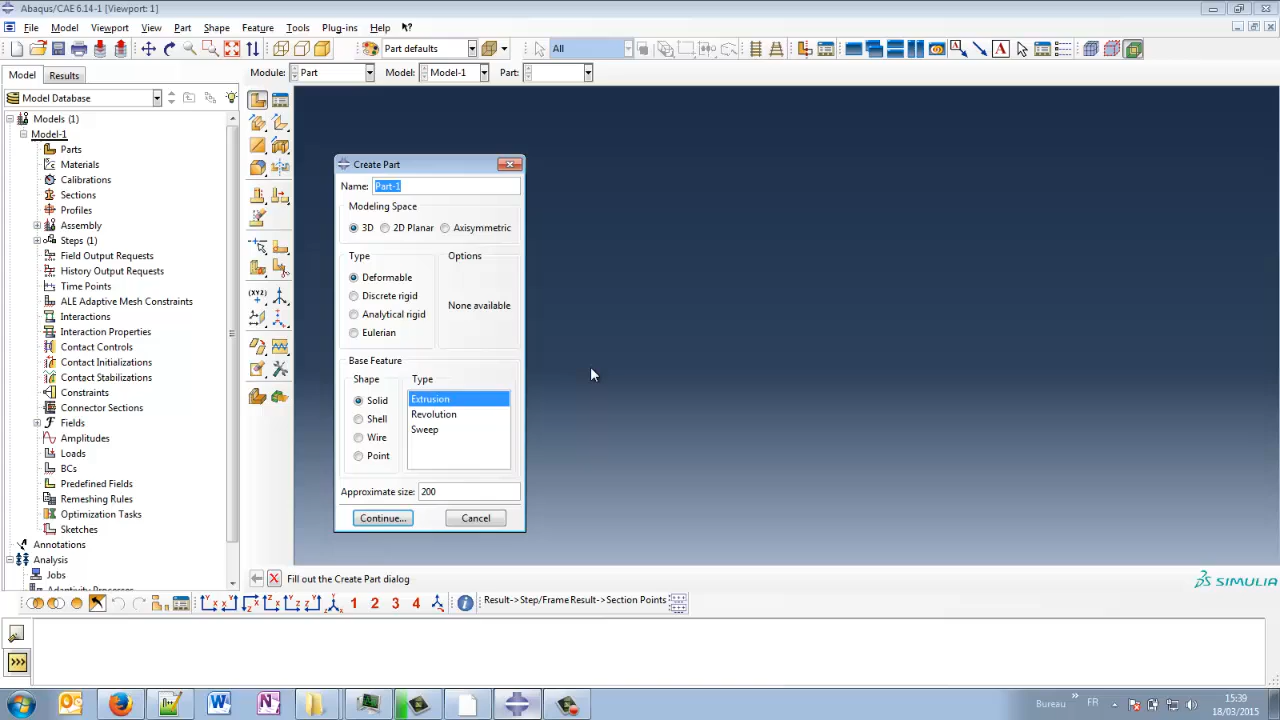 Abaqus/CAE 6.14-1 [Viewport: 1]
File Model Viewport View Part Shape Feature Tools Plug-ins Help
Part defaults All
Model Results Module: Part Model: Model-1 Part:
Model Database
Models (1)
Model-1
Parts
Materials
Calibrations
Sections
Profiles
Assembly
Steps (1)
Field Output Requests
History Output Requests
Time Points
ALE Adaptive Mesh Constraints
Interactions
Interaction Properties
Contact Controls
Contact Initializations
Contact Stabilizations
Constraints
Connector Sections
Fields
Amplitudes
Loads
BCs
Predefined Fields
Remeshing Rules
Optimization Tasks
Sketches
Annotations
Analysis
Jobs
Adaptivity Processes
(XYZ)
Create Part
Name: Part-1
Modeling Space
3D 2D Planar Axisymmetric
Type
Deformable
Discrete rigid
Analytical rigid
Eulerian
Options
None available
Base Feature
Shape
Solid
Shell
Wire
Point
Type
Extrusion
Revolution
Sweep
Approximate size: 200
Continue... Cancel
Fill out the Create Part dialog
SIMULIA
1 2 3 4 Result->Step/Frame Result->Section Points
>>>
Bureau » FR 15:39
18/03/2015